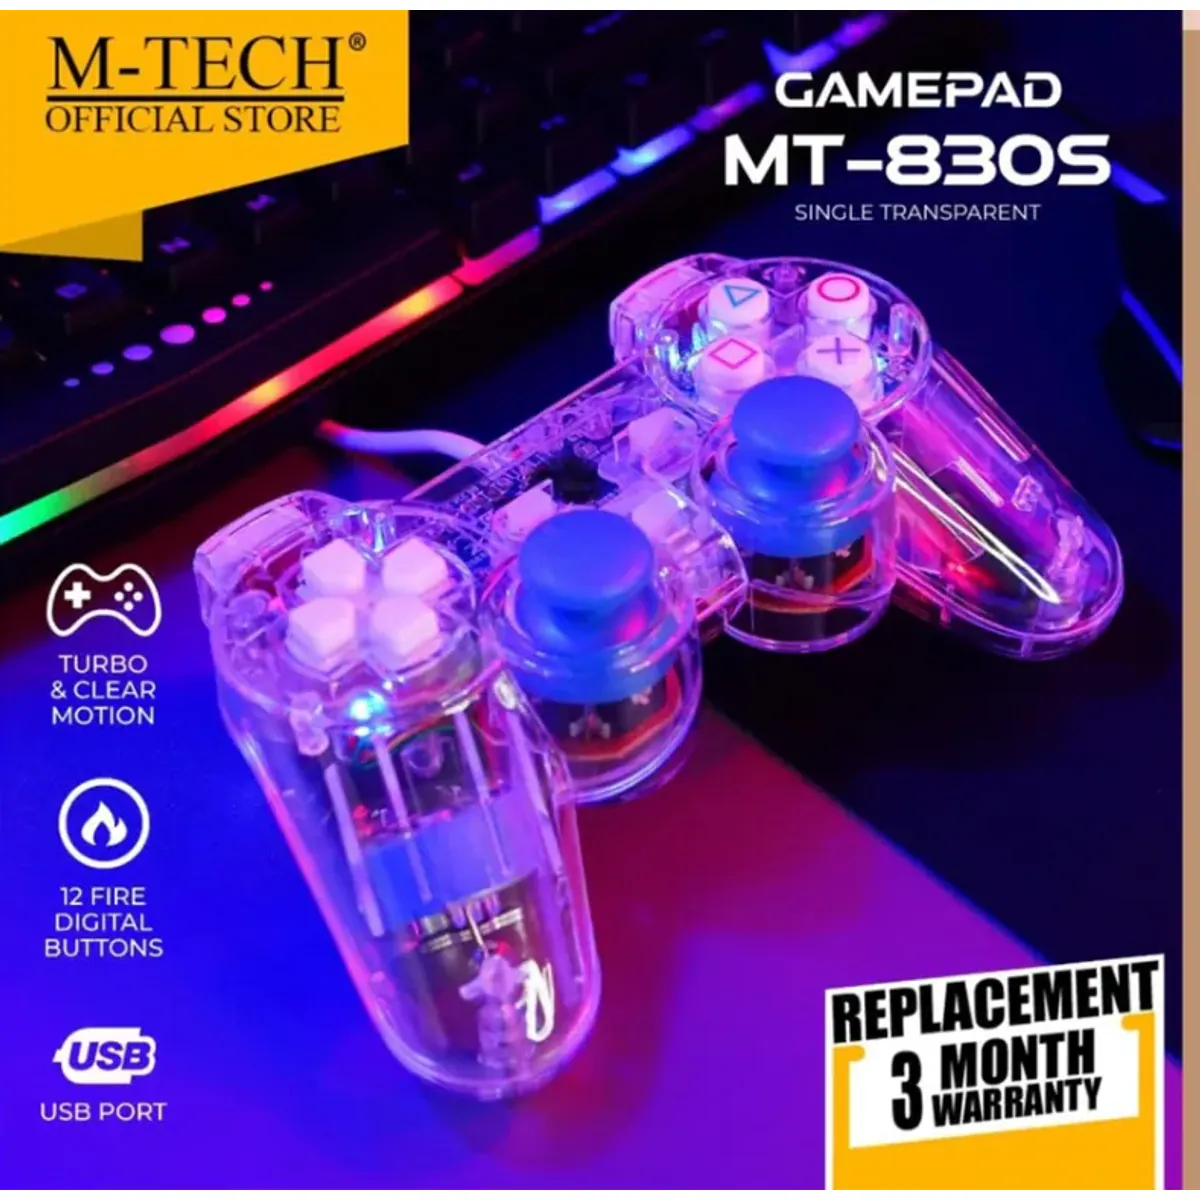 M-TECH®
OFFICIAL STORE
GAMEPAD
MT-830S
SINGLE TRANSPARENT
TURBO
& CLEAR
MOTION
12 FIRE
DIGITAL
BUTTONS
USB
USB PORT
REPLACEMENT
3 MONTH
WARRANTY